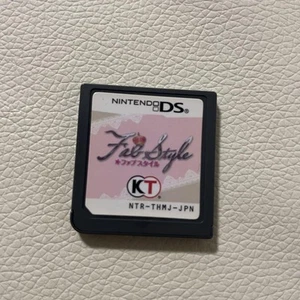 NINTENDO DS
Fab Style
*ファブスタイル
KT
NTR-THMJ-JPN